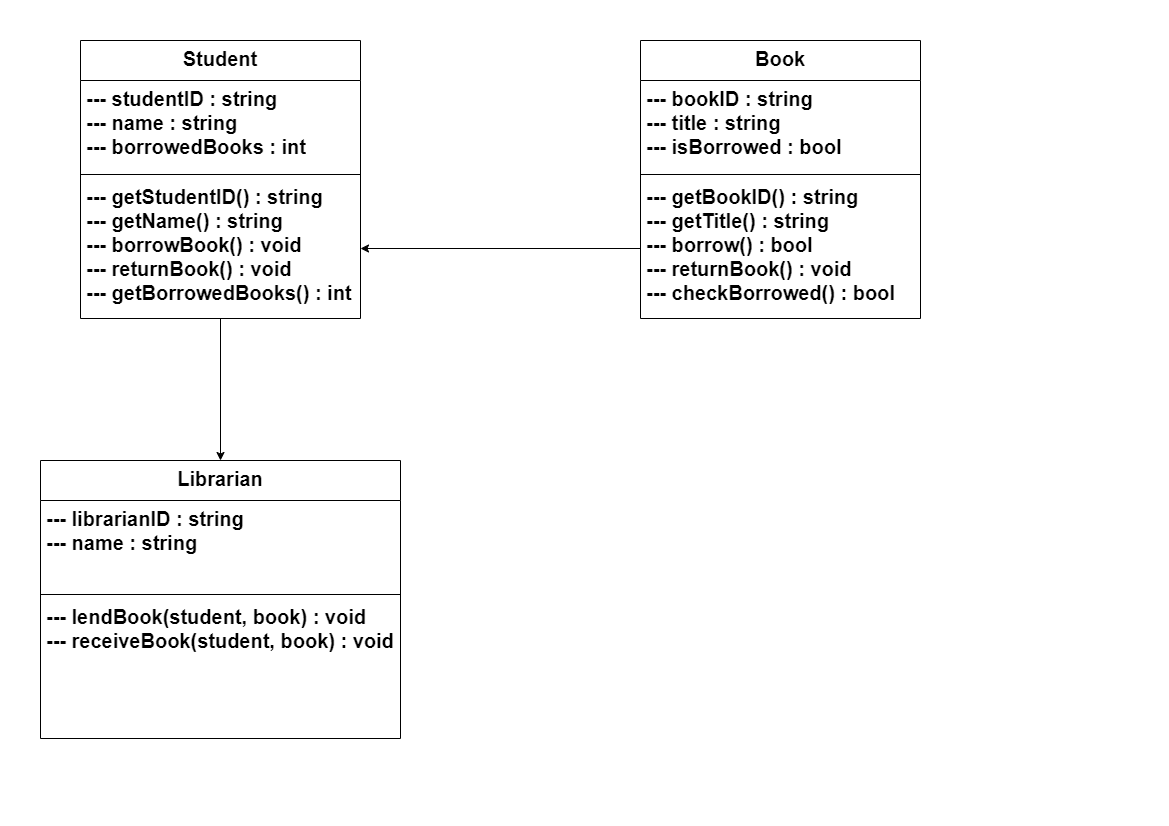 Student
--- studentID : string
--- name : string
--- borrowedBooks : int
--- getStudentID() : string
--- getName() : string
--- borrowBook() : void
--- returnBook() : void
--- getBorrowedBooks() : int
Book
--- bookID : string
--- title : string
--- isBorrowed : bool
--- getBookID() : string
--- getTitle() : string
--- borrow() : bool
--- returnBook() : void
--- checkBorrowed() : bool
Librarian
--- librarianID : string
--- name : string
--- lendBook(student, book) : void
--- receiveBook(student, book) : void